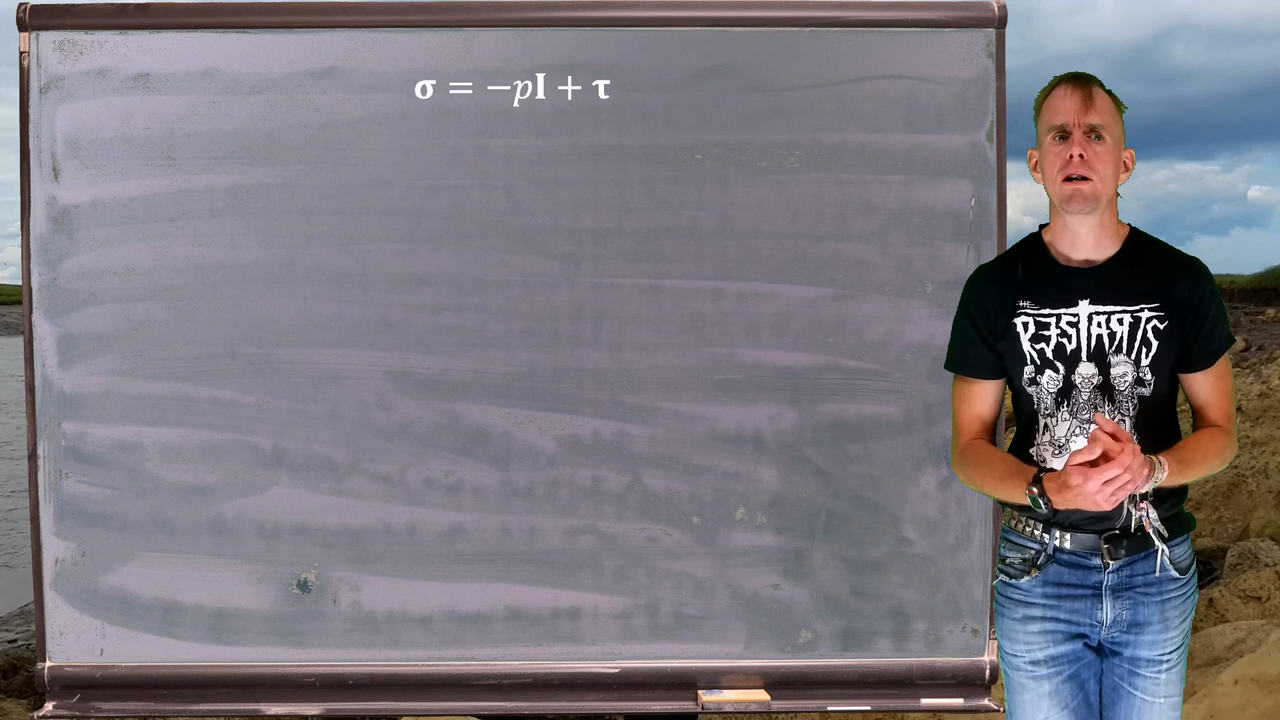 𝛔 = −𝑝𝐈 + 𝛕
THE
RESTARTS